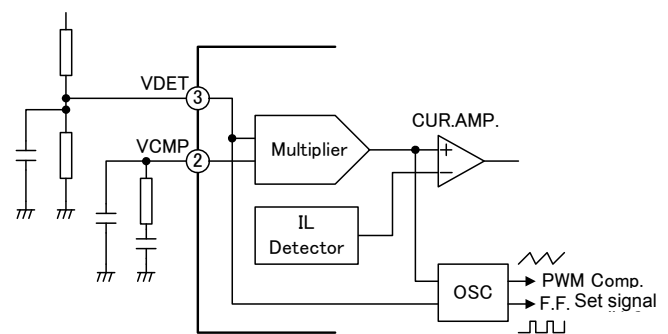 VDET
3
CUR.AMP.
VCMP
2
Multiplier
+
−
IL
Detector
OSC
PWM Comp.
F.F. Set signal